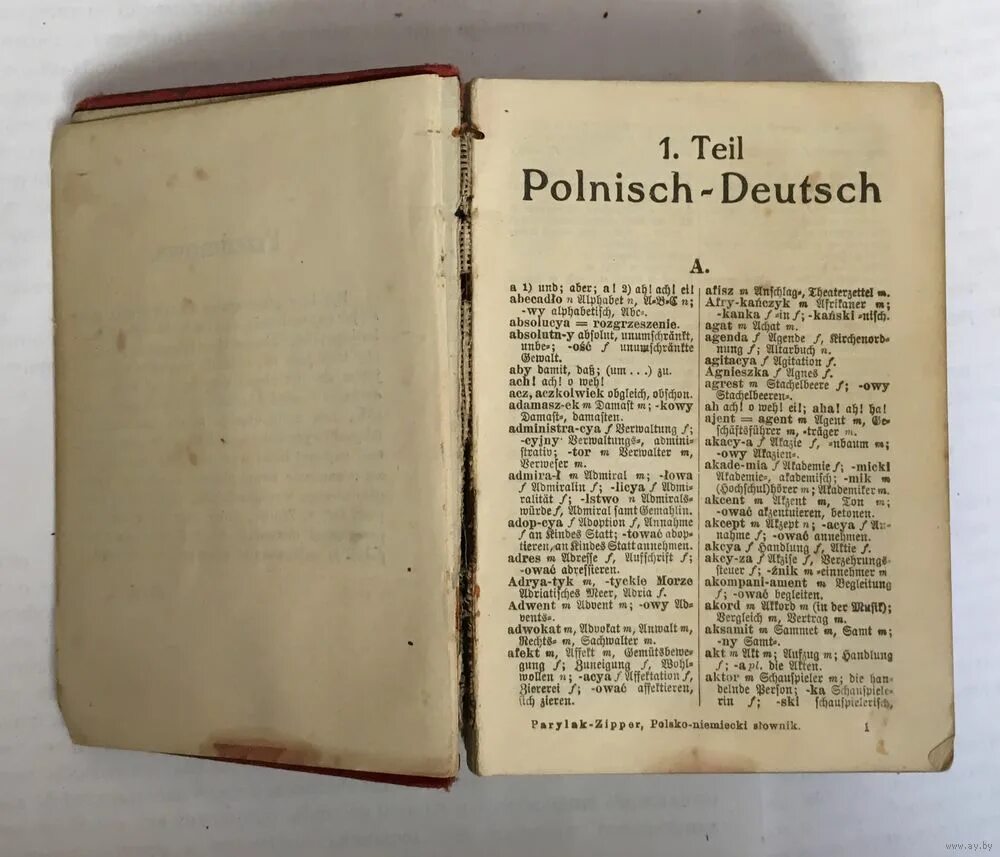 1. Teil
Polnisch-Deutsch
A.
a 1) und; aber; a! 2) ah! ach! ei!
abecadło n Alphabet n, A-B-C n;
-wy alphabetisch, Abc-.
absolucya = rozgrzeszenie.
absolutn-y absolut, unumschränkt,
unbe-; -ość f unumschränkte
Gewalt.
aby damit, daß; (um ...) zu.
ach! ach! o weh!
acz, aczkolwiek obgleich, obschon.
adamasz-ek m Damast m; -kowy
Damast-, damasten.
administra-cya f Verwaltung f;
-cyjny Verwaltungs-, admini-
strativ; -tor m Verwalter m,
Verweser m.
admira-ł m Admiral m; -łowa
f Admiralin f; -licya f Admi-
ralität f; -lstwo n Admirals-
würde f, Admiral samt Gemahlin.
adop-cya f Adoption f, Annahme
f an Kindes Statt; -tować adop-
tieren, an Kindes Statt annehmen.
adres m Adresse f, Aufschrift f;
-ować adressieren.
Adrya-tyk m, -tyckie Morze
Adriatisches Meer, Adria f.
Adwent m Advent m; -owy Ad-
vents-.
adwokat m, Advokat m, Anwalt m,
Rechts- m, Sachwalter m.
afekt m, Affekt m, Gemütsbewe-
gung f; Zuneigung f, Wohl-
wollen n; -acya f Affektation f,
Ziererei f; -ować affektieren,
sich zieren.
afisz m Anschlag-, Theaterzettel m.
Afry-kańczyk m Afrikaner m;
-kanka f -in f; -kański -nisch.
agat m Achat m.
agenda f Agende f, Kirchenord-
nung f; Altarbuch n.
agitacya f Agitation f.
Agnieszka f Agnes f.
agrest m Stachelbeere f; -owy
Stachelbeeren-.
ah ach! o weh! ei!; aha! ah! ha!
ajent = agent m Agent m, Ge-
schäftsführer m, -träger m.
akacy-a f Akazie f, -nbaum m;
-owy Akazien-.
akade-mia f Akademie f; -micki
Akademie-, akademisch; -mik m
(Hochschul)hörer m; Akademiker m.
akcent m Akzent m, Ton m;
-ować akzentuieren, betonen.
akcept m Akzept n; -acya f An-
nahme f; -ować annehmen.
akcya f Handlung f, Aktie f.
akcy-za f Akzise f, Verzehrungs-
steuer f; -źnik m -einnehmer m
akompani-ament m Begleitung
f; -ować begleiten.
akord m Akkord m (in der Musik);
Vergleich m, Vertrag m.
aksamit m Sammet m, Samt m;
-ny Samt-.
akt m Akt m; Aufzug m; Handlung
f; -a pl. die Akten.
aktor m Schauspieler m; die han-
delnde Person; -ka Schauspiele-
rin f; -ski schauspielerisch,
Parylak-Zipper, Polsko-niemiecki słownik. 1
www.ay.by